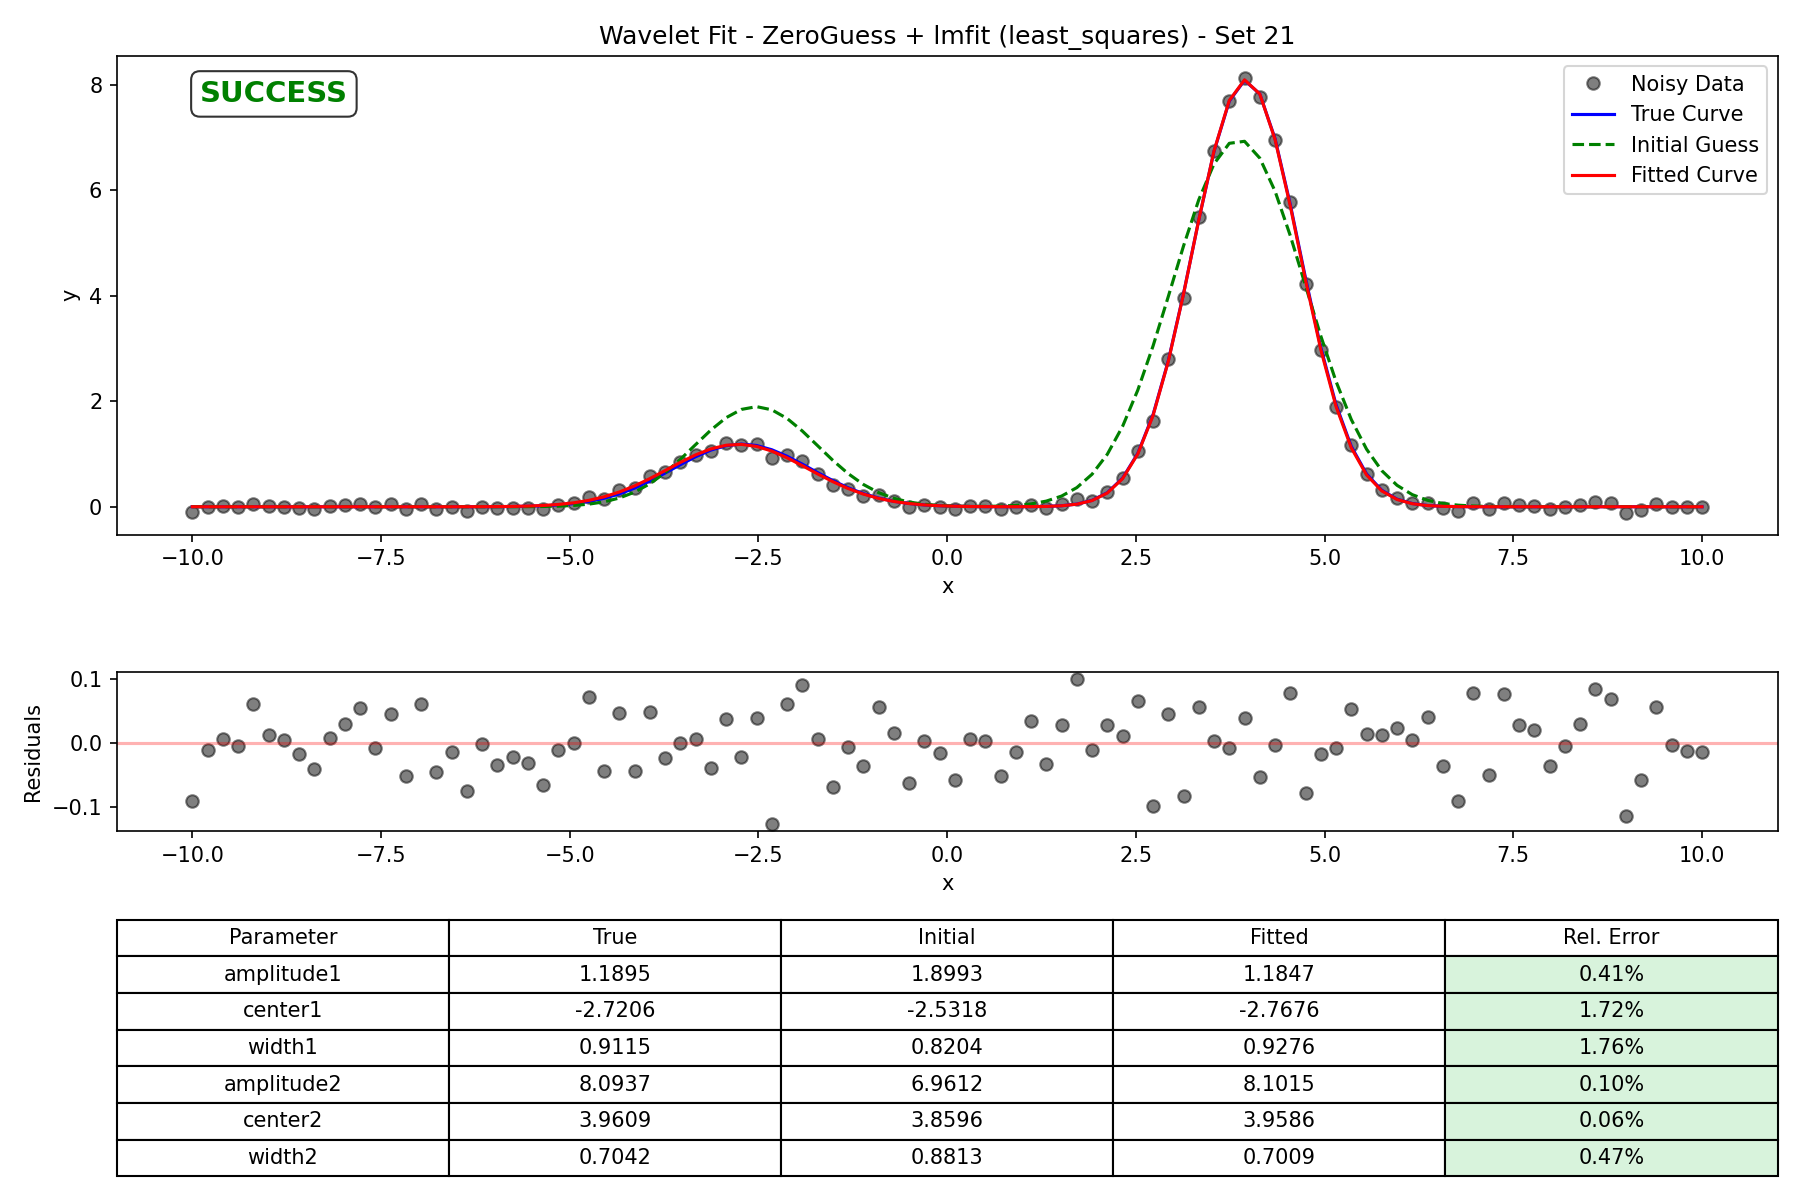 Wavelet Fit - ZeroGuess + lmfit (least_squares) - Set 21
SUCCESS
Noisy Data
True Curve
Initial Guess
Fitted Curve
y
8
6
4
2
0
−10.0 −7.5 −5.0 −2.5 0.0 2.5 5.0 7.5 10.0
x
Residuals
0.1
0.0
−0.1
−10.0 −7.5 −5.0 −2.5 0.0 2.5 5.0 7.5 10.0
x
Parameter True Initial Fitted Rel. Error
amplitude1 1.1895 1.8993 1.1847 0.41%
center1 -2.7206 -2.5318 -2.7676 1.72%
width1 0.9115 0.8204 0.9276 1.76%
amplitude2 8.0937 6.9612 8.1015 0.10%
center2 3.9609 3.8596 3.9586 0.06%
width2 0.7042 0.8813 0.7009 0.47%